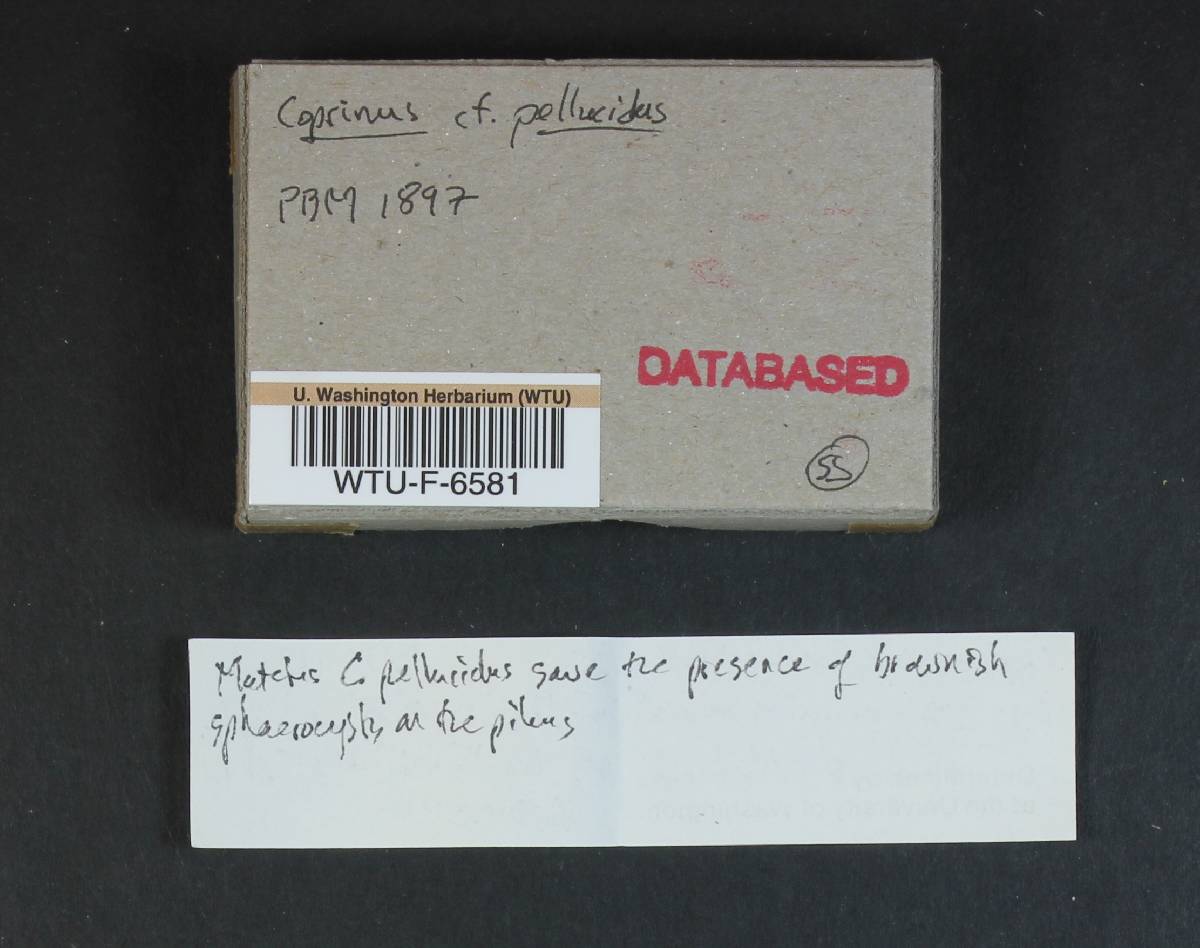 Coprinus cf. pellucidus
PBM 1897
DATABASED
U. Washington Herbarium (WTU)
WTU-F-6581
SS
Matches C. pellucidus save the presence of brownish
sphaerocysts on the pileus